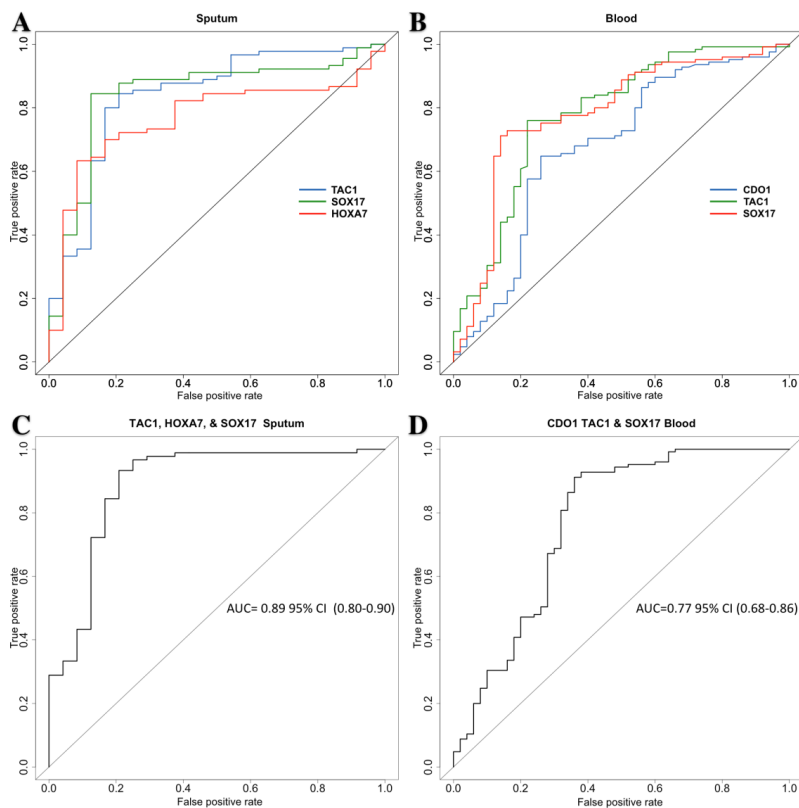 A
Sputum
True positive rate
1.0
0.8
0.6
0.4
0.2
0.0
TAC1
SOX17
HOXA7
0.0 0.2 0.4 0.6 0.8 1.0
False positive rate
B
Blood
True positive rate
1.0
0.8
0.6
0.4
0.2
0.0
CDO1
TAC1
SOX17
0.0 0.2 0.4 0.6 0.8 1.0
False positive rate
C
TAC1, HOXA7, & SOX17 Sputum
True positive rate
1.0
0.8
0.6
0.4
0.2
0.0
AUC= 0.89 95% CI (0.80-0.90)
0.0 0.2 0.4 0.6 0.8 1.0
False positive rate
D
CDO1 TAC1 & SOX17 Blood
True positive rate
1.0
0.8
0.6
0.4
0.2
0.0
AUC=0.77 95% CI (0.68-0.86)
0.0 0.2 0.4 0.6 0.8 1.0
False positive rate